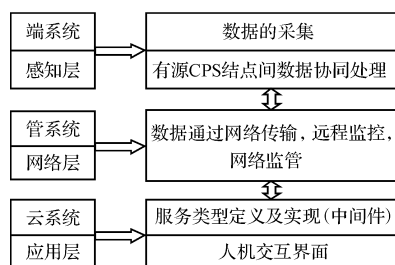 端系统
感知层
数据的采集
有源CPS结点间数据协同处理
管系统
网络层
数据通过网络传输,远程监控,
网络监管
云系统
应用层
服务类型定义及实现(中间件)
人机交互界面